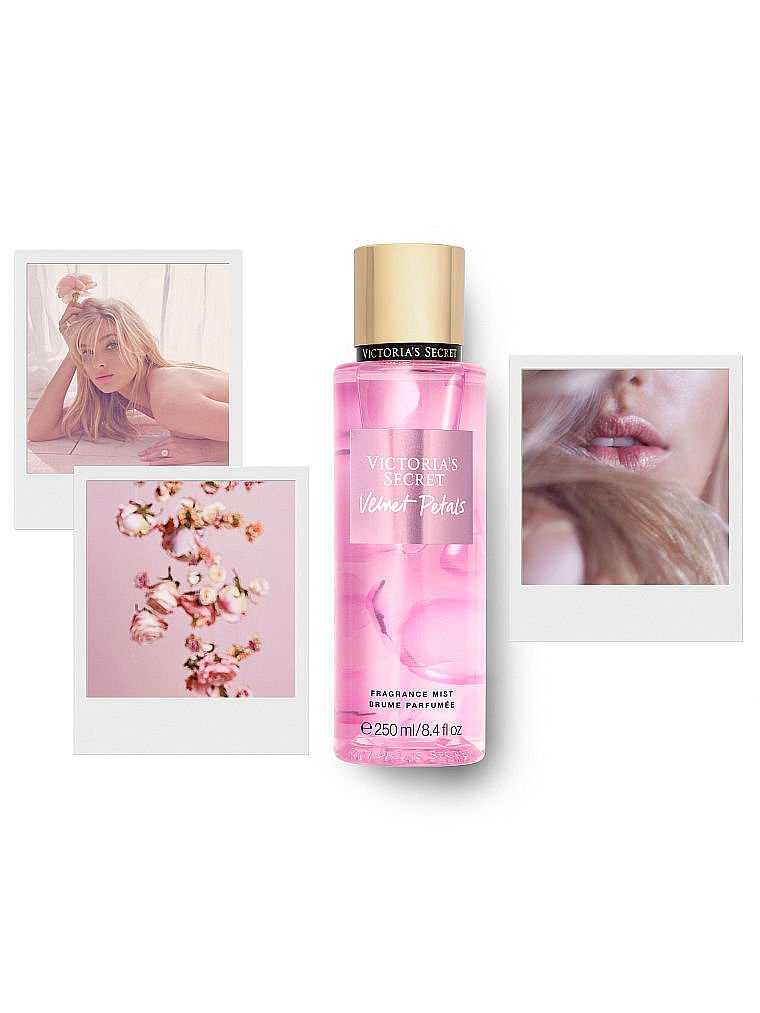 VICTORIA'S SECRET
VICTORIA'S
SECRET
Velvet Petals
FRAGRANCE MIST
BRUME PARFUMÉE
℮ 250 ml/8.4 fl oz